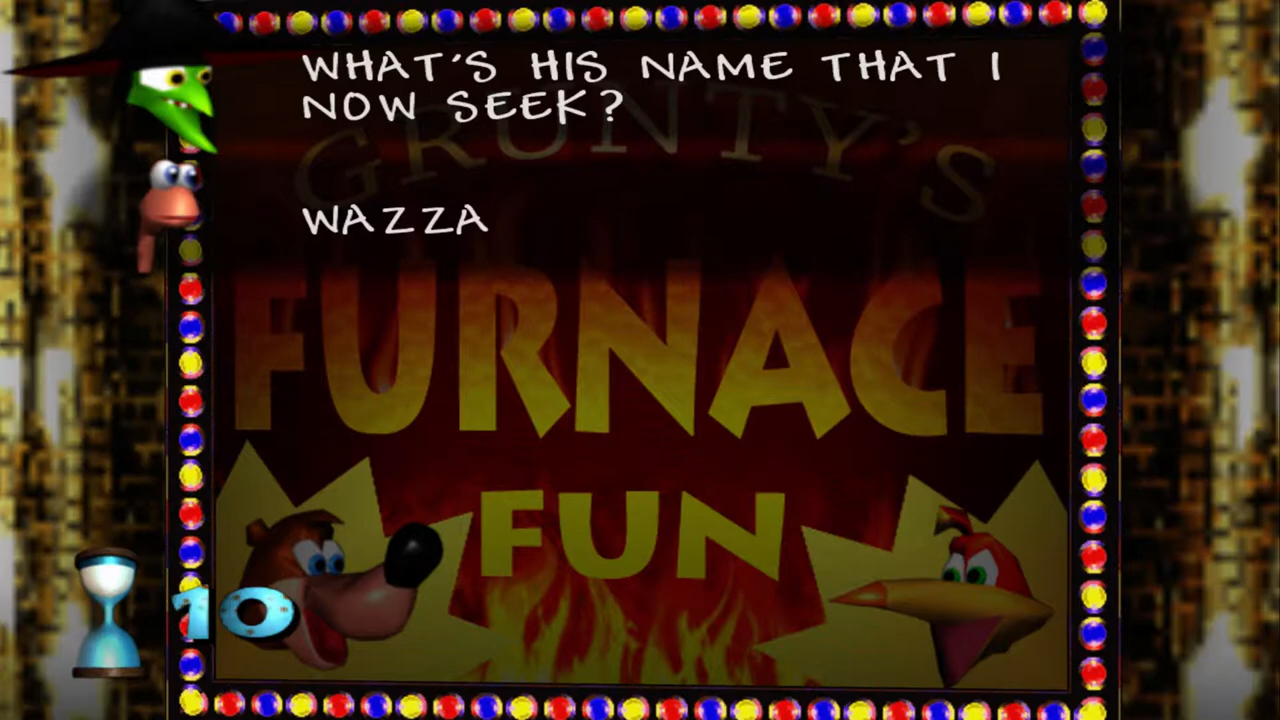 WHAT'S HIS NAME THAT I
NOW SEEK?
WAZZA
GRUNTY'S
FURNACE
FUN
10